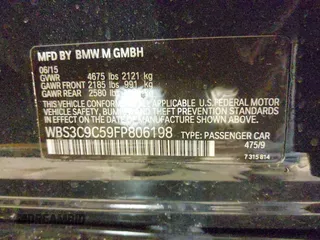 MFD BY BMW M GMBH
06/15
GVWR 4675 lbs 2121 kg
GAWR FRONT 2185 lbs 991 kg
GAWR REAR 2580 lbs
THIS VEHICLE CONFORMS TO ALL APPLICABLE U.S. FEDERAL MOTOR
VEHICLE SAFETY, BUMPER AND THEFT PREVENTION STANDARDS
IN EFFECT ON THE DATE OF MANUFACTURE SHOWN ABOVE.
WBS3C9C59FP806198 TYPE: PASSENGER CAR
475/9
7 315 814